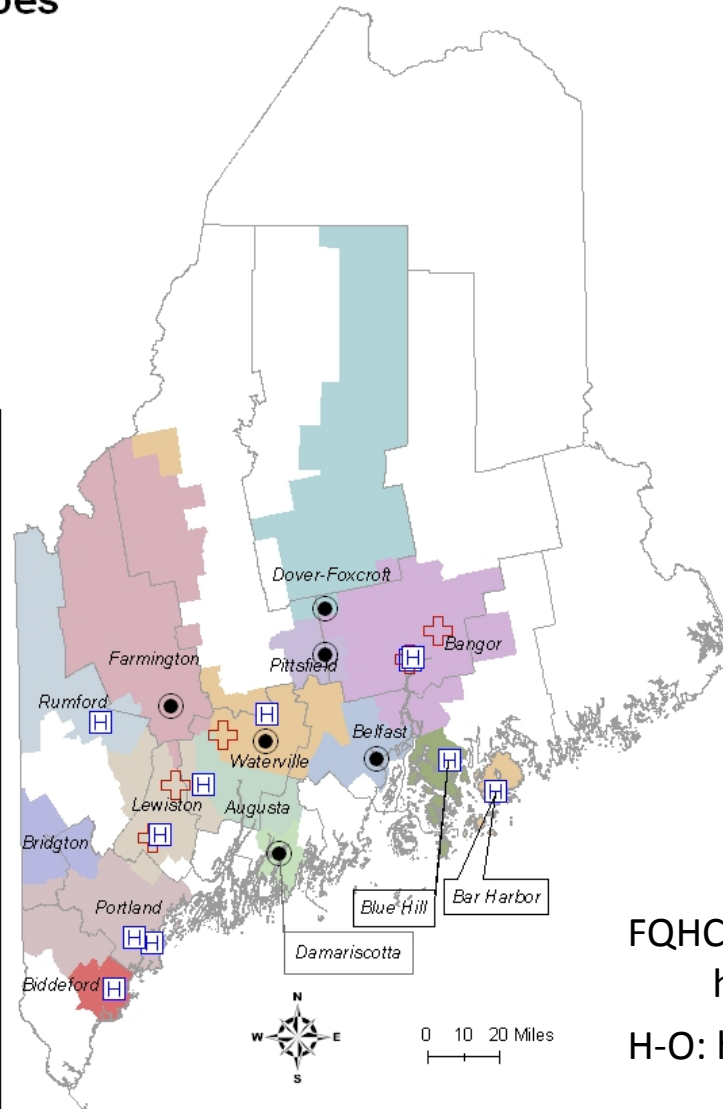 Dover-Foxcroft
Farmington
Pittsfield
Bangor
Rumford
Belfast
Waterville
Lewiston
Augusta
Bridgton
Portland
Blue Hill
Bar Harbor
Damariscotta
Biddeford
H
H
H
H
H
H
H
H
H
H
N
W E
S
0 10 20 Miles
FQHC
H-O: